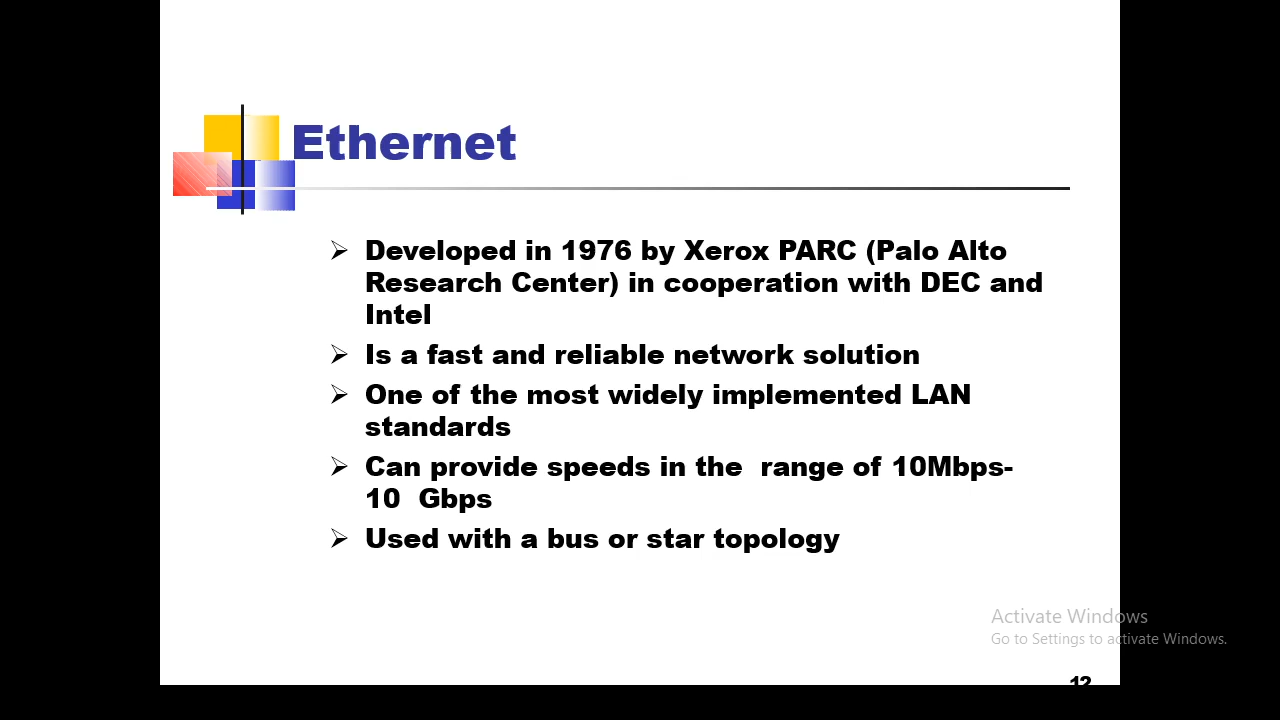 Ethernet
➢ Developed in 1976 by Xerox PARC (Palo Alto
Research Center) in cooperation with DEC and
Intel
➢ Is a fast and reliable network solution
➢ One of the most widely implemented LAN
standards
➢ Can provide speeds in the  range of 10Mbps-
10  Gbps
➢ Used with a bus or star topology
Activate Windows
Go to Settings to activate Windows.
12